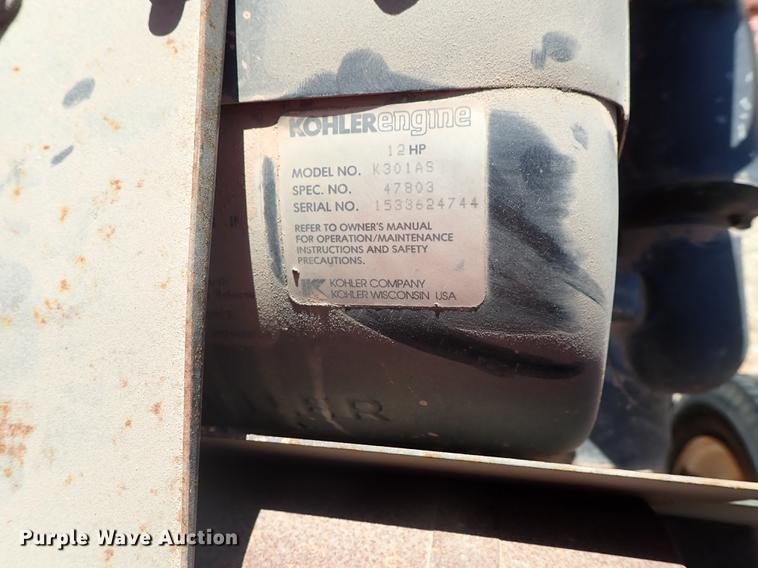 KOHLERengine
12 HP
MODEL NO. K301AS
SPEC. NO. 47803
SERIAL NO. 1533624744
REFER TO OWNER'S MANUAL
FOR OPERATION/MAINTENANCE
INSTRUCTIONS AND SAFETY
PRECAUTIONS.
K KOHLER COMPANY
KOHLER WISCONSIN USA
Purple Wave Auction